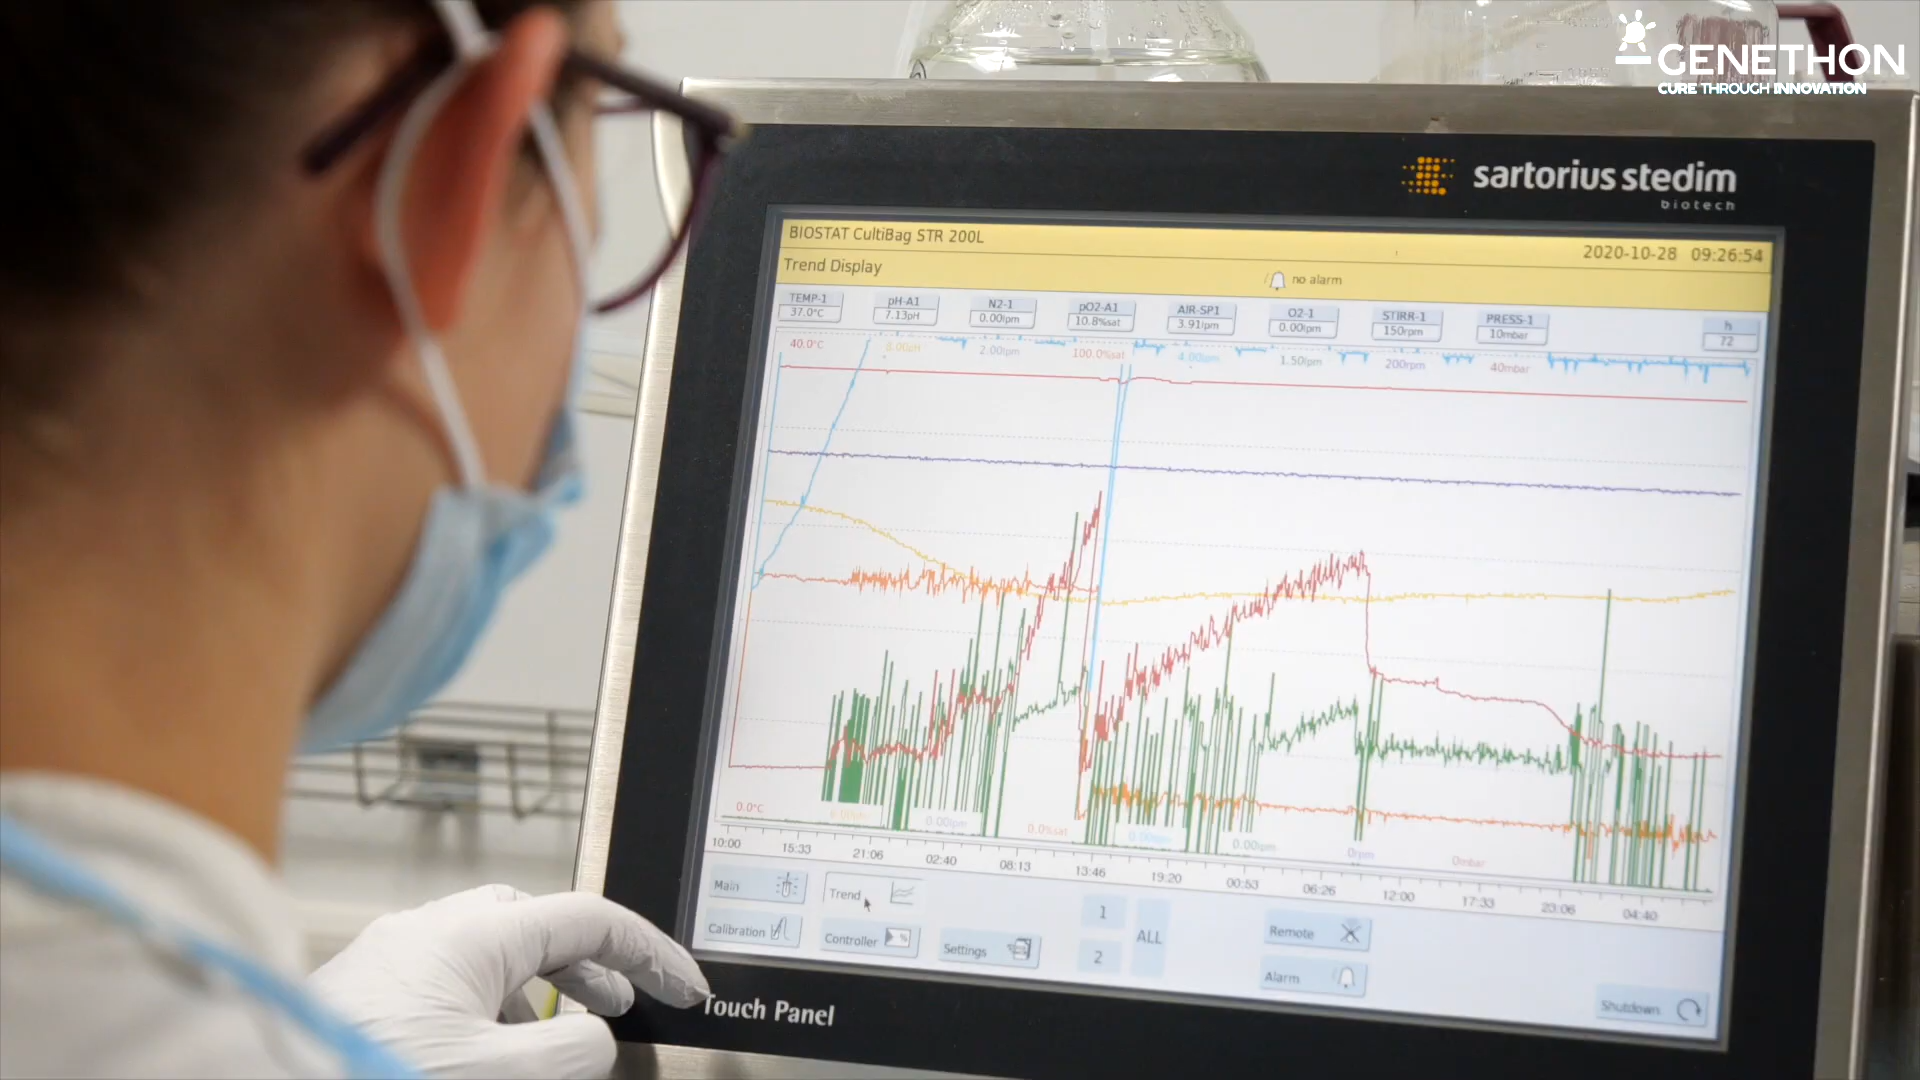 GENETHON
CURE THROUGH INNOVATION
sartorius stedim
biotech
BIOSTAT CultiBag STR 200L
2020-10-28 09:26:54
Trend Display
no alarm
TEMP-1 pH-A1 N2-1 pO2-A1 AIR-SP1 O2-1 STIRR-1 PRESS-1 h
37.0°C 7.13pH 0.00lpm 10.8%sat 3.91lpm 0.00lpm 150rpm 10mbar 72
40.0°C 8.00pH 2.00lpm 100.0%sat 4.00lpm 1.50lpm 200rpm 40mbar
0.0°C 0.00lpm 0.0%sat 0.00lpm 0.00lpm 0rpm 0mbar
10:00 15:33 21:06 02:40 08:13 13:46 19:20 00:53 06:26 12:00 17:33 23:06 04:40
Main Trend 1 ALL Remote
Calibration Controller % Settings 2 Alarm Shutdown
Touch Panel